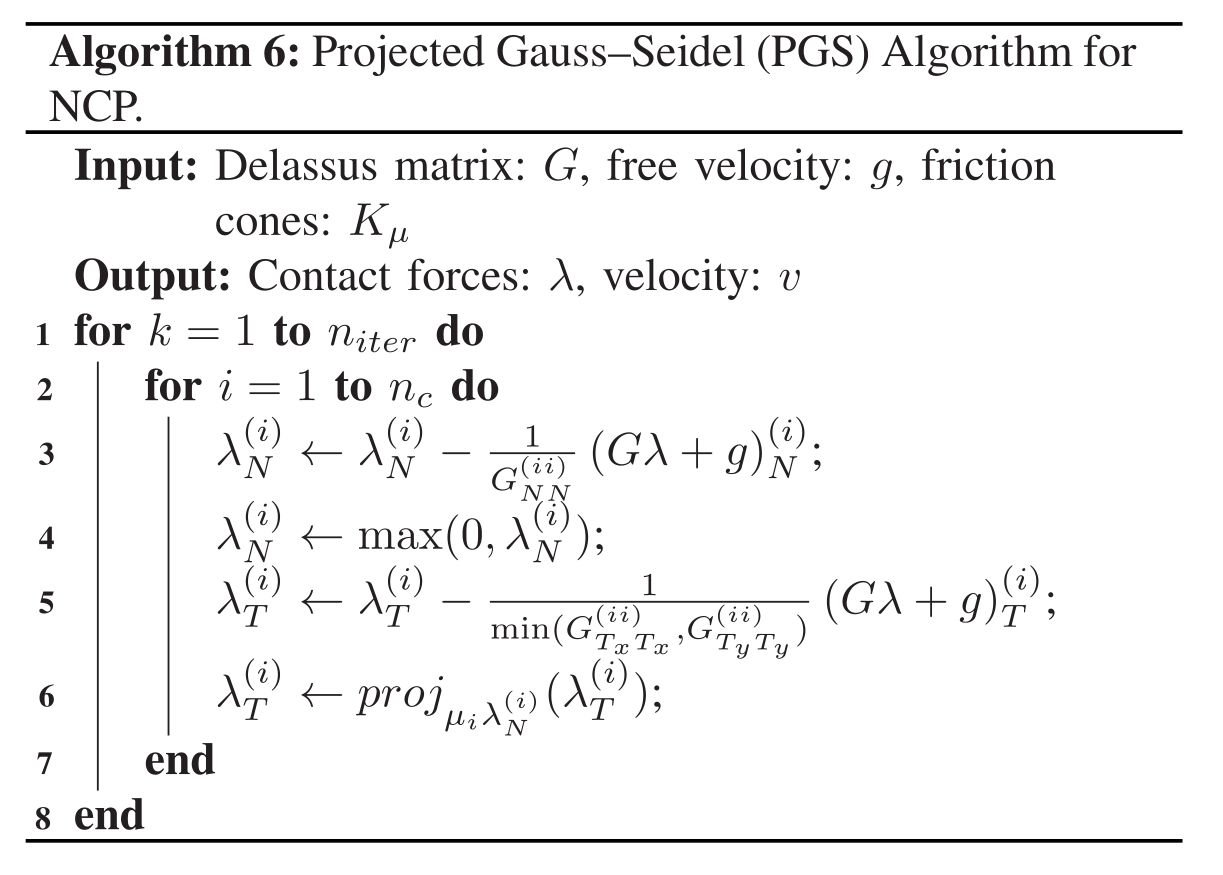 Algorithm 6: Projected Gauss–Seidel (PGS) Algorithm for
NCP.
Input: Delassus matrix: $G$, free velocity: $g$, friction
cones: $K_\mu$
Output: Contact forces: $\lambda$, velocity: $v$
1 for $k = 1$ to $n_{iter}$ do
2 for $i = 1$ to $n_c$ do
3 $\lambda_N^{(i)} \leftarrow \lambda_N^{(i)} - \frac{1}{G_{NN}^{(ii)}} (G\lambda + g)_N^{(i)}$;
4 $\lambda_N^{(i)} \leftarrow \max(0, \lambda_N^{(i)})$;
5 $\lambda_T^{(i)} \leftarrow \lambda_T^{(i)} - \frac{1}{\min(G_{T_xT_x}^{(ii)}, G_{T_yT_y}^{(ii)})} (G\lambda + g)_T^{(i)}$;
6 $\lambda_T^{(i)} \leftarrow proj_{\mu_i \lambda_N^{(i)}}(\lambda_T^{(i)})$;
7 end
8 end